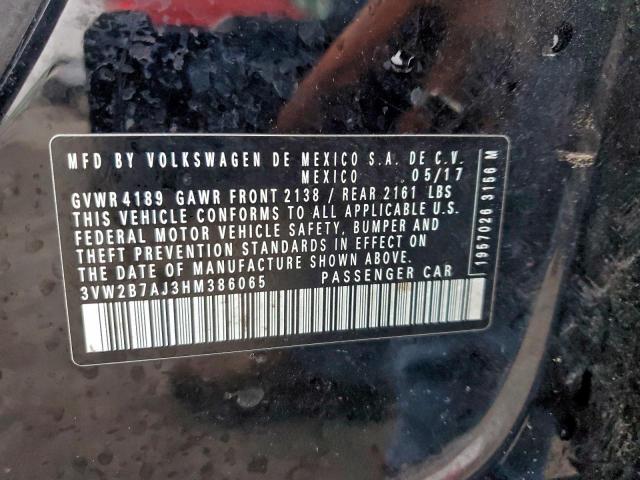 MFD BY VOLKSWAGEN DE MEXICO S.A. DE C.V.
MEXICO 05/17
GVWR 4189 GAWR FRONT 2138 / REAR 2161 LBS
THIS VEHICLE CONFORMS TO ALL APPLICABLE U.S.
FEDERAL MOTOR VEHICLE SAFETY, BUMPER AND
THEFT PREVENTION STANDARDS IN EFFECT ON
THE DATE OF MANUFACTURE SHOWN ABOVE.
3VW2B7AJ3HM386065 PASSENGER CAR
1967026 3156 M